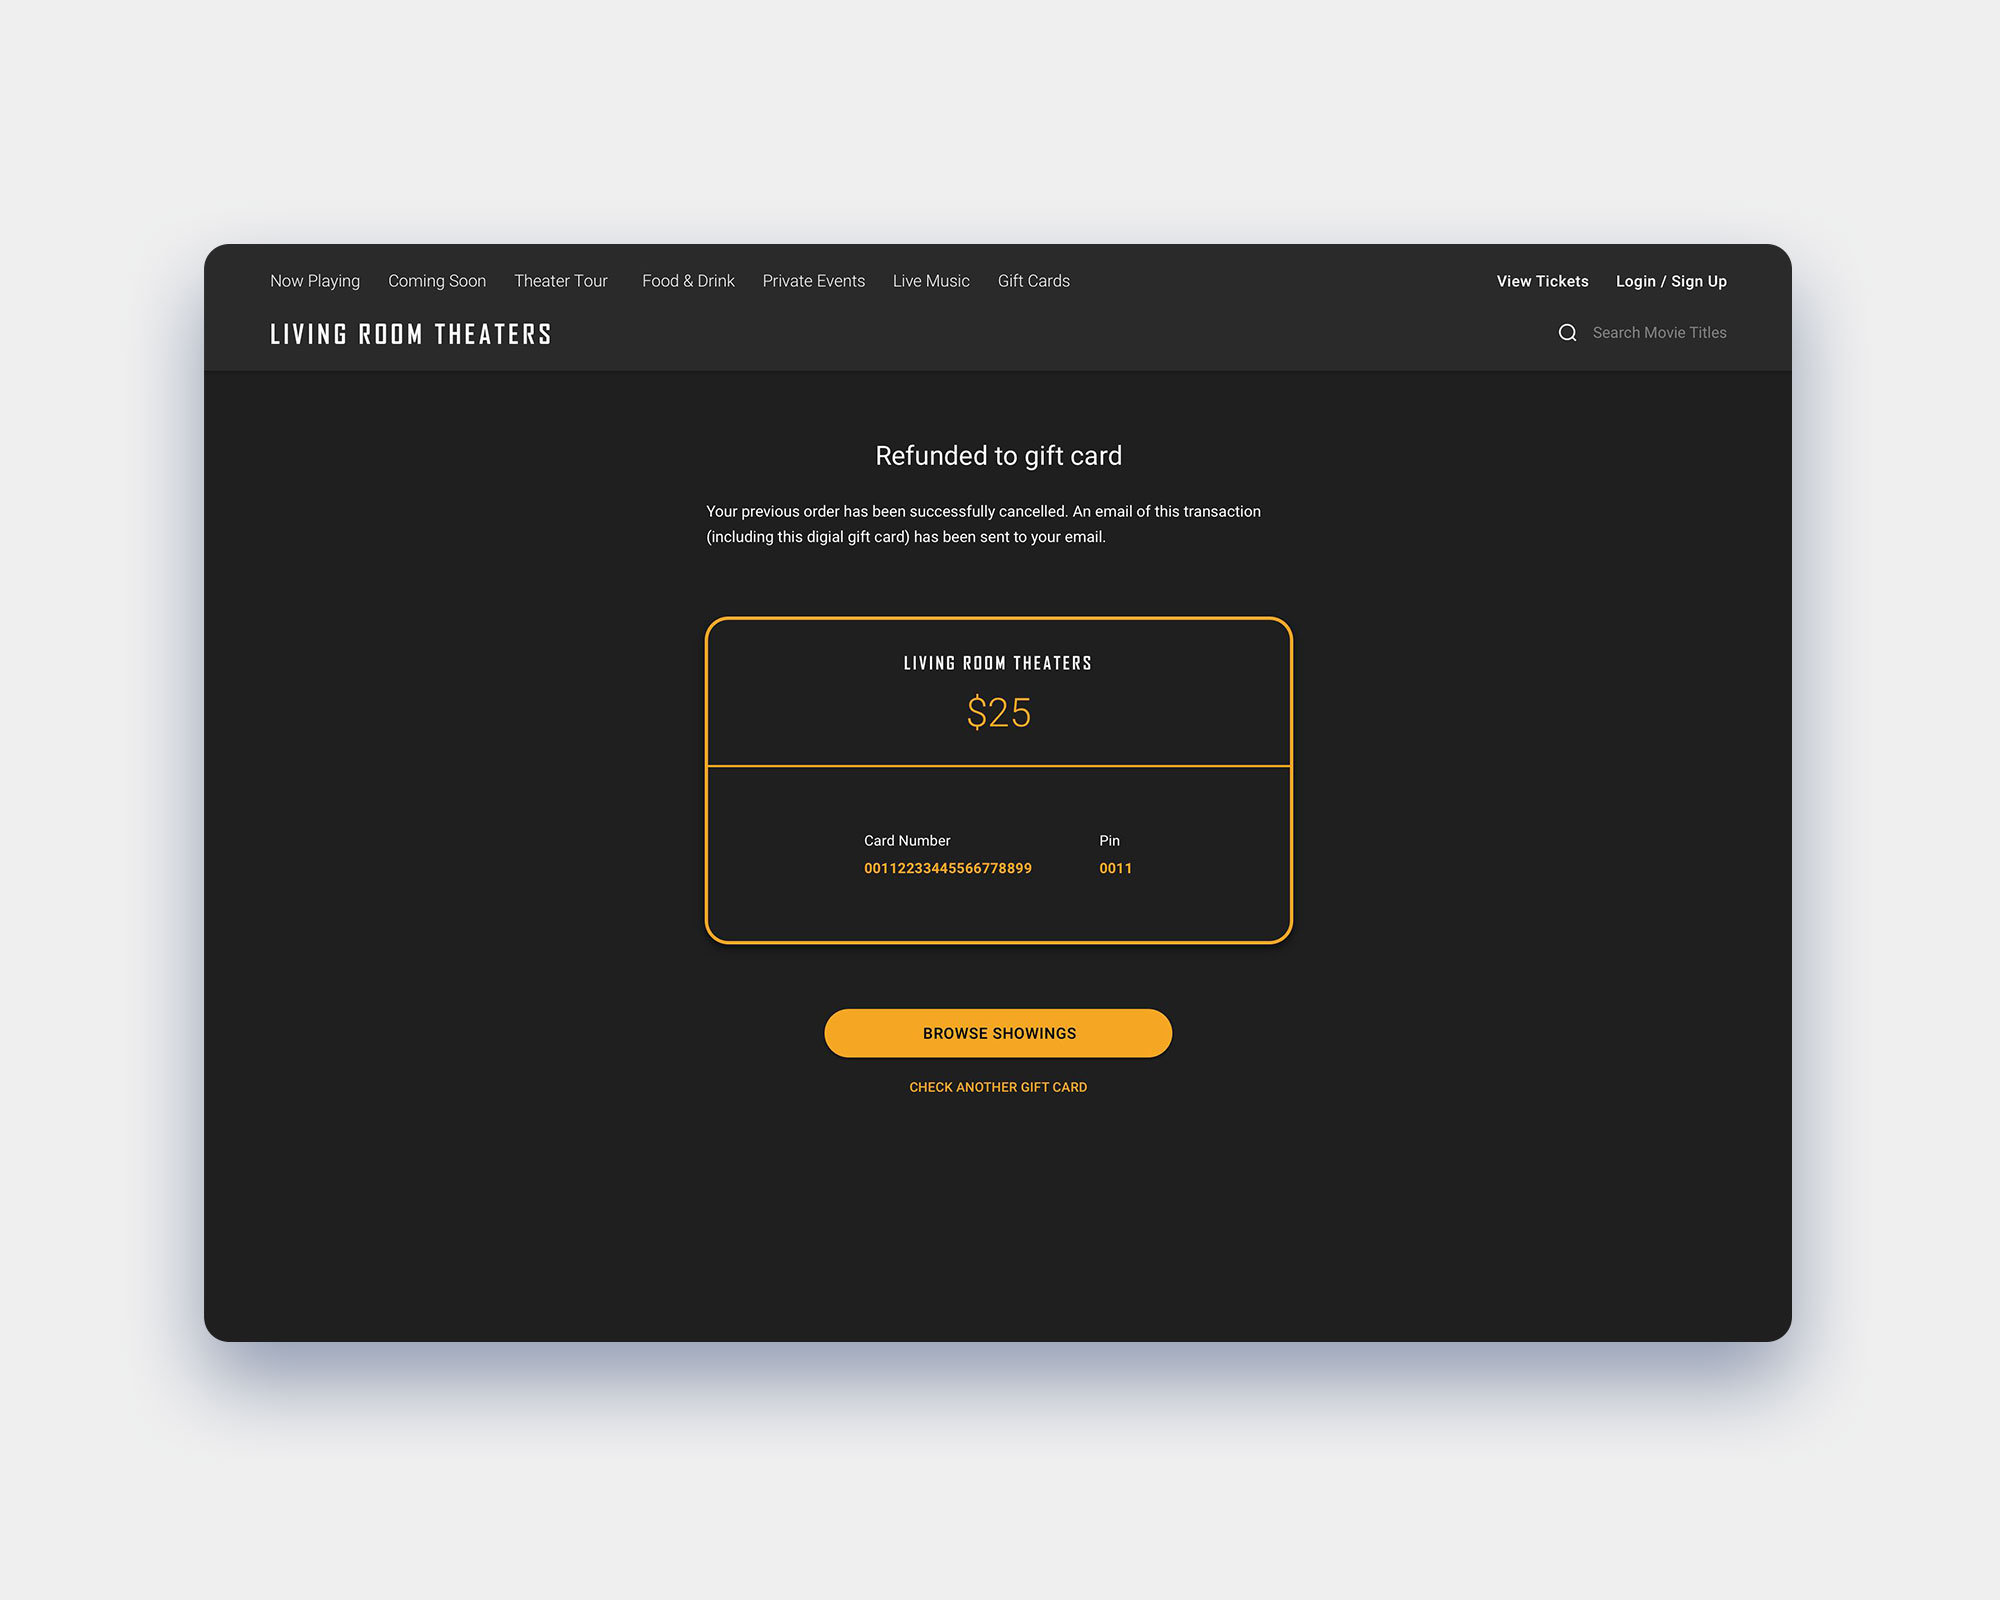 Now Playing Coming Soon Theater Tour Food & Drink Private Events Live Music Gift Cards View Tickets Login / Sign Up
LIVING ROOM THEATERS Search Movie Titles
Refunded to gift card
Your previous order has been successfully cancelled. An email of this transaction
(including this digial gift card) has been sent to your email.
LIVING ROOM THEATERS
$25
Card Number Pin
00112233445566778899 0011
BROWSE SHOWINGS
CHECK ANOTHER GIFT CARD